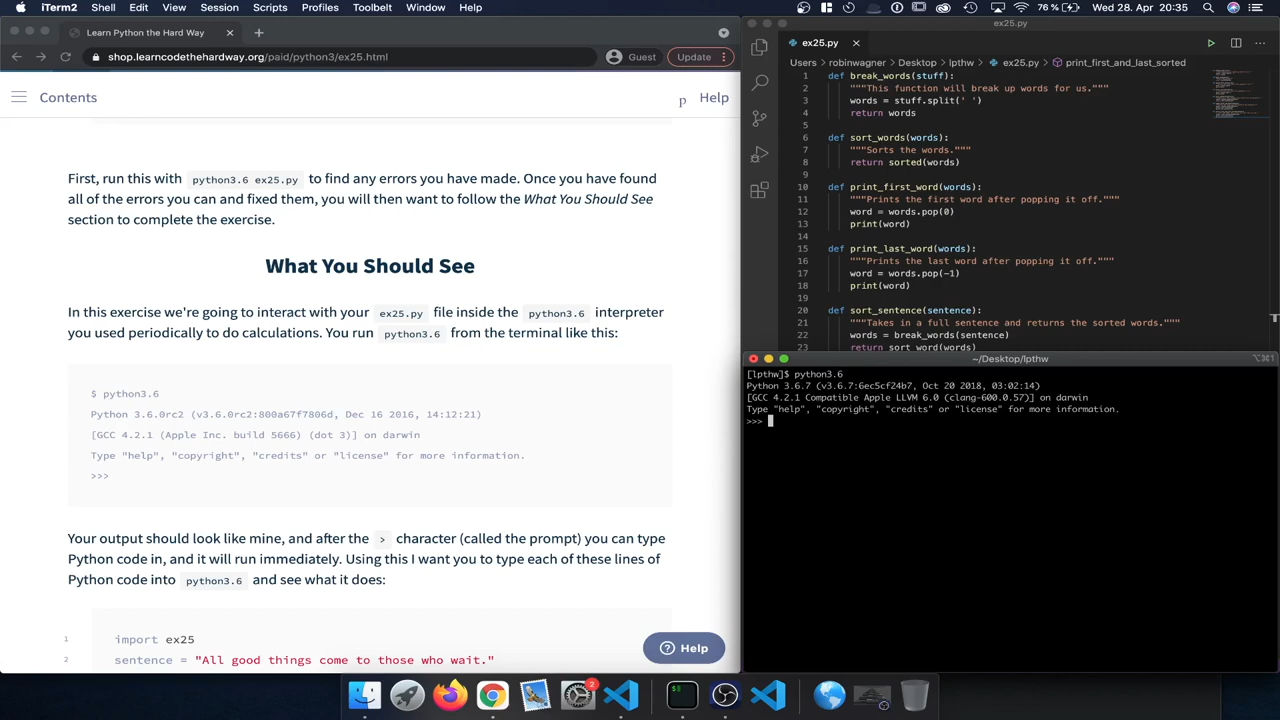 iTerm2 Shell Edit View Session Scripts Profiles Toolbelt Window Help 76 % Wed 28. Apr 20:35
Learn Python the Hard Way
shop.learncodethehardway.org/paid/python3/ex25.html
Guest
Update
Contents
p Help
First, run this with python3.6 ex25.py to find any errors you have made. Once you have found
all of the errors you can and fixed them, you will then want to follow the What You Should See
section to complete the exercise.
What You Should See
In this exercise we're going to interact with your ex25.py file inside the python3.6 interpreter
you used periodically to do calculations. You run python3.6 from the terminal like this:
$ python3.6
Python 3.6.0rc2 (v3.6.0rc2:800a67f7806d, Dec 16 2016, 14:12:21)
[GCC 4.2.1 (Apple Inc. build 5666) (dot 3)] on darwin
Type "help", "copyright", "credits" or "license" for more information.
>>>
Your output should look like mine, and after the > character (called the prompt) you can type
Python code in, and it will run immediately. Using this I want you to type each of these lines of
Python code into python3.6 and see what it does:
1 import ex25
2 sentence = "All good things come to those who wait."
Help
ex25.py
ex25.py
Users > robinwagner > Desktop > lpthw > ex25.py > print_first_and_last_sorted
1 def break_words(stuff):
2 """This function will break up words for us."""
3 words = stuff.split(' ')
4 return words
5
6 def sort_words(words):
7 """Sorts the words."""
8 return sorted(words)
9
10 def print_first_word(words):
11 """Prints the first word after popping it off."""
12 word = words.pop(0)
13 print(word)
14
15 def print_last_word(words):
16 """Prints the last word after popping it off."""
17 word = words.pop(-1)
18 print(word)
19
20 def sort_sentence(sentence):
21 """Takes in a full sentence and returns the sorted words."""
22 words = break_words(sentence)
23 return sort_word(words)
~/Desktop/lpthw
⌥⌘1
[lpthw]$ python3.6
Python 3.6.7 (v3.6.7:6ec5cf24b7, Oct 20 2018, 03:02:14)
[GCC 4.2.1 Compatible Apple LLVM 6.0 (clang-600.0.57)] on darwin
Type "help", "copyright", "credits" or "license" for more information.
>>>
2